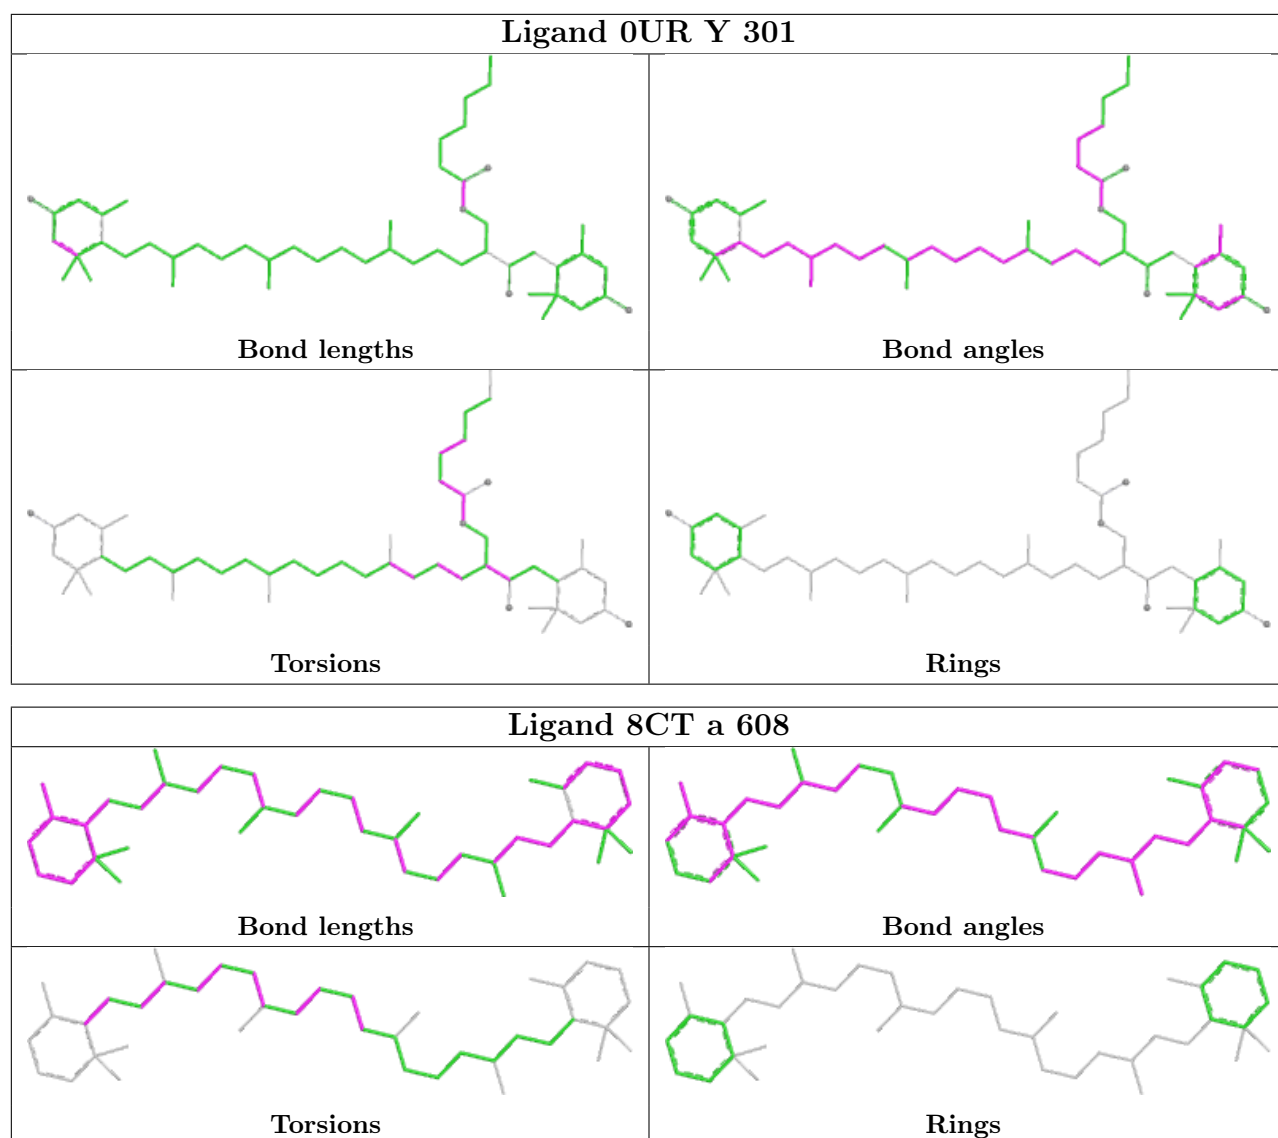 Ligand 0UR Y 301
Bond lengths
Bond angles
Torsions
Rings
Ligand 8CT a 608
Bond lengths
Bond angles
Torsions
Rings